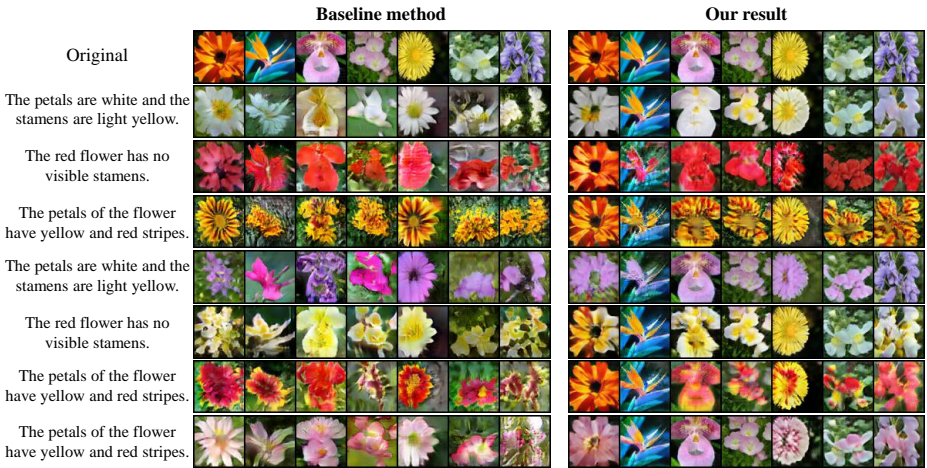 Baseline method
Our result
Original
The petals are white and the
stamens are light yellow.
The red flower has no
visible stamens.
The petals of the flower
have yellow and red stripes.
The petals are white and the
stamens are light yellow.
The red flower has no
visible stamens.
The petals of the flower
have yellow and red stripes.
The petals of the flower
have yellow and red stripes.